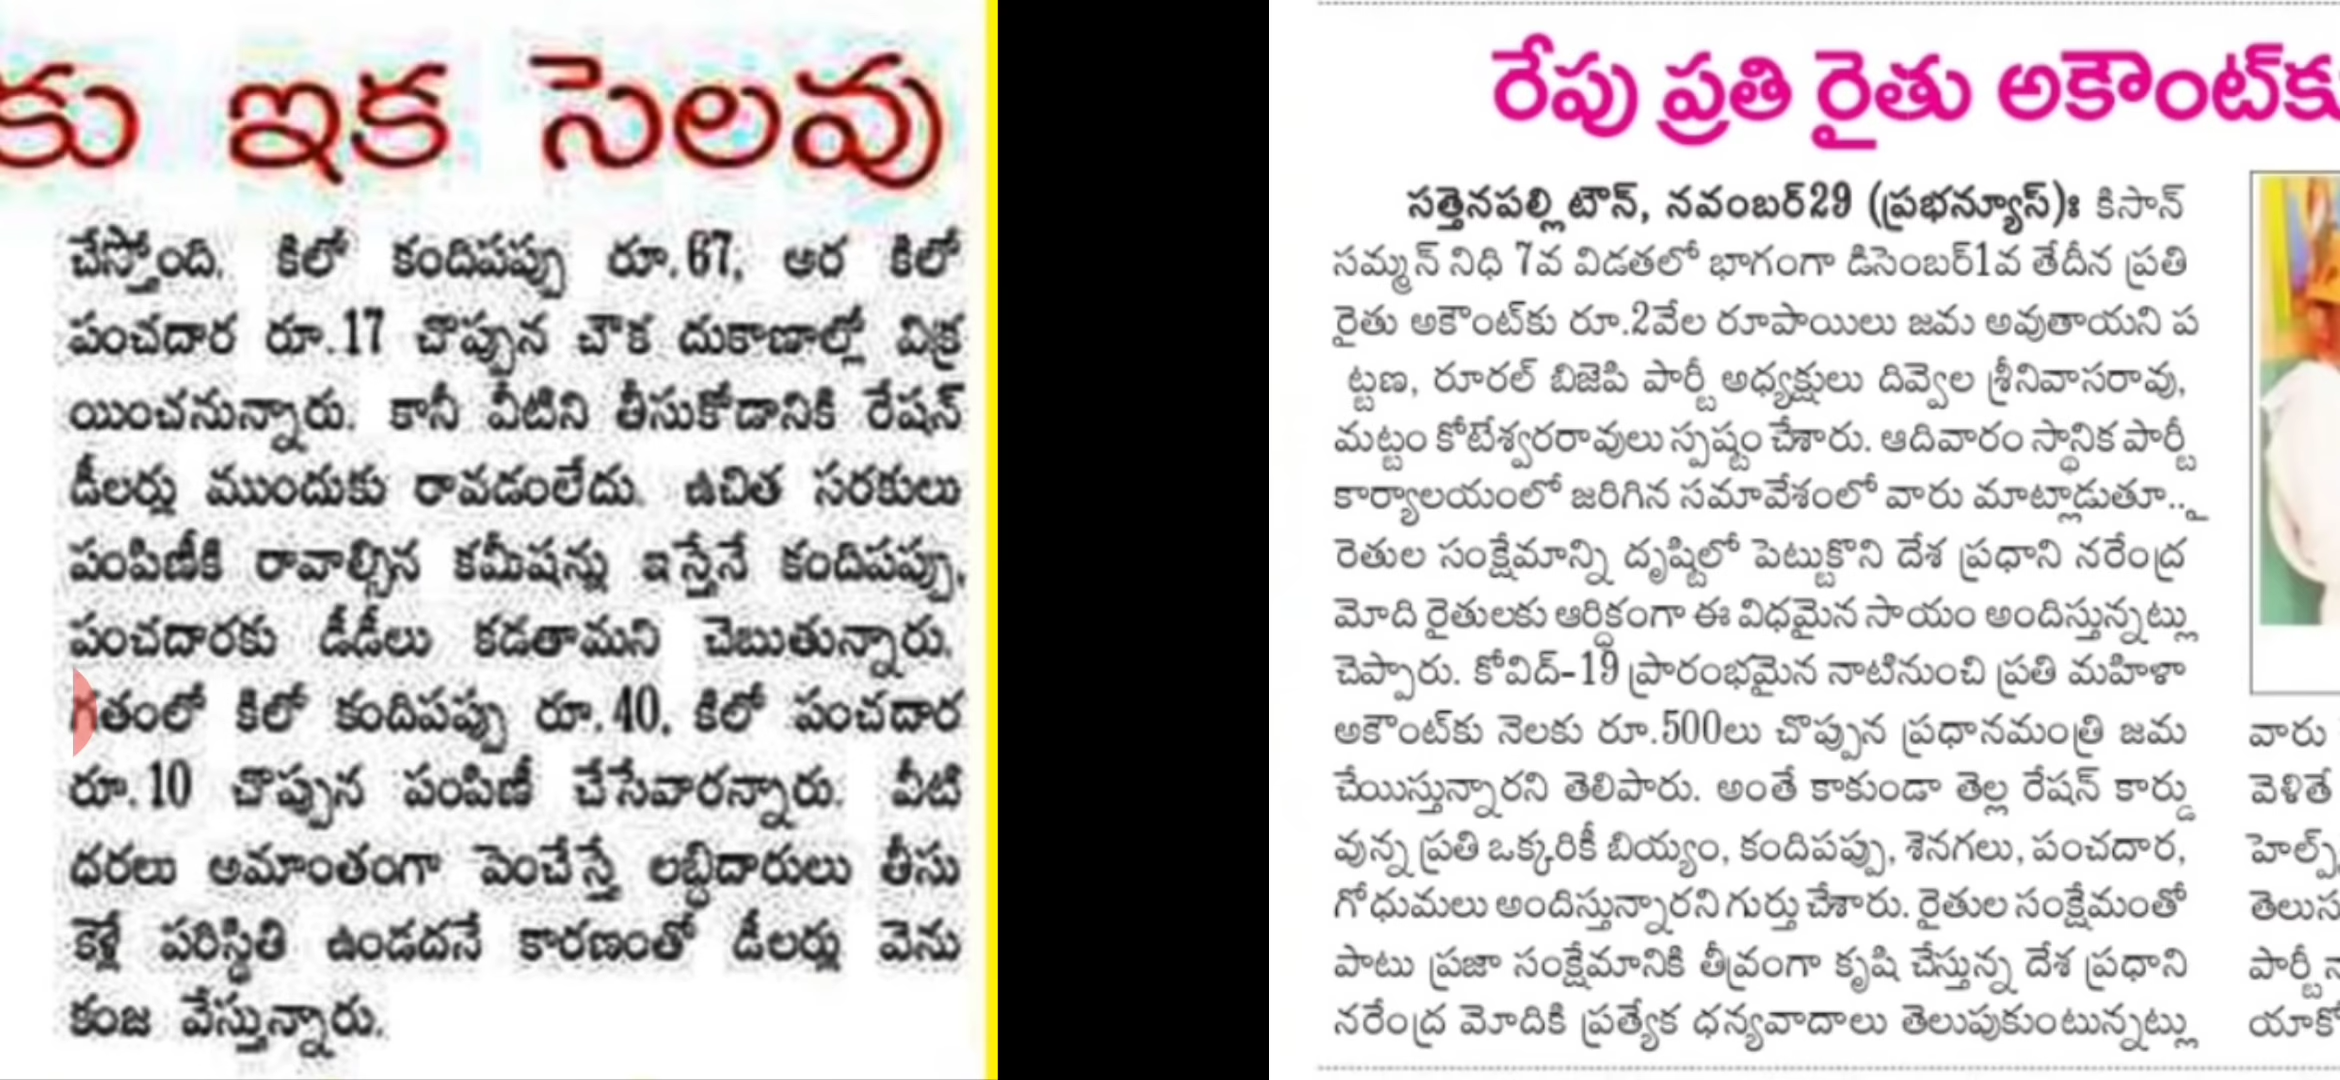 కు ఇక సెలవు
చేస్తోంది. కిలో కందిపప్పు రూ.67, అర కిలో
పంచదార రూ.17 చొప్పున చౌక దుకాణాల్లో విక్ర
యించనున్నారు. కానీ వీటిని తీసుకోడానికి రేషన్
డీలర్లు ముందుకు రావడంలేదు. ఉచిత సరకులు
పంపిణీకి రావాల్సిన కమీషన్లు ఇస్తేనే కందిపప్పు,
పంచదారకు డీడీలు కడతామని చెబుతున్నారు.
గతంలో కిలో కందిపప్పు రూ.40, కిలో పంచదార
రూ.10 చొప్పున పంపిణీ చేసేవారన్నారు. వీటి
ధరలు అమాంతంగా పెంచేస్తే లబ్ధిదారులు తీసు
కెళ్లే పరిస్థితి ఉండదనే కారణంతో డీలర్లు వెను
కంజ వేస్తున్నారు.
రేపు ప్రతి రైతు అకౌంట్‌కు
సత్తెనపల్లి టౌన్, నవంబర్29 (ప్రభన్యూస్): కిసాన్
సమ్మన్ నిధి 7వ విడతలో భాగంగా డిసెంబర్1వ తేదీన ప్రతి
రైతు అకౌంట్‌కు రూ.2వేల రూపాయిలు జమ అవుతాయని ప
ట్టణ, రూరల్ బిజెపి పార్టీ అధ్యక్షులు దివ్వెల శ్రీనివాసరావు,
మట్టం కోటేశ్వరరావులు స్పష్టం చేశారు. ఆదివారం స్థానిక పార్టీ
కార్యాలయంలో జరిగిన సమావేశంలో వారు మాట్లాడుతూ..
రైతుల సంక్షేమాన్ని దృష్టిలో పెట్టుక్టొని దేశ ప్రధాని నరేంద్ర
మోది రైతులకు ఆర్థికంగా ఈ విధమైన సాయం అందిస్తున్నట్లు
చెప్పారు. కోవిద్-19 ప్రారంభమైన నాటినుంచి ప్రతి మహిళా
అకౌంట్‌కు నెలకు రూ.500లు చొప్పున ప్రధానమంత్రి జమ
చేయిస్తున్నారని తెలిపారు. అంతే కాకుండా తెల్ల రేషన్ కార్డు
వున్న ప్రతి ఒక్కరికీ బియ్యం, కందిపప్పు, శెనగలు, పంచదార,
గోధుమలు అందిస్తున్నారని గుర్తు చేశారు. రైతుల సంక్షేమంతో
పాటు ప్రజా సంక్షేమానికి తీవ్రంగా కృషి చేస్తున్న దేశ ప్రధాని
నరేంద్ర మోదికి ప్రత్యేక ధన్యవాదాలు తెలుపుకుంటున్నట్లు
వారు
వెళితే
హెల్ప్
తెలుస
పార్టీ
యాకో